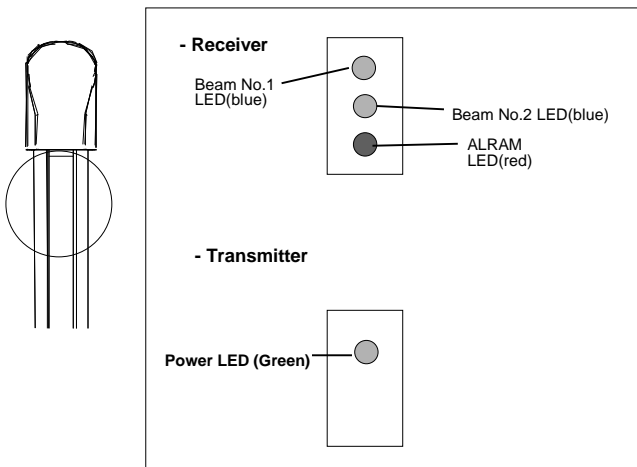 - Receiver
Beam No.1
LED(blue)
Beam No.2 LED(blue)
ALRAM
LED(red)
- Transmitter
Power LED (Green)